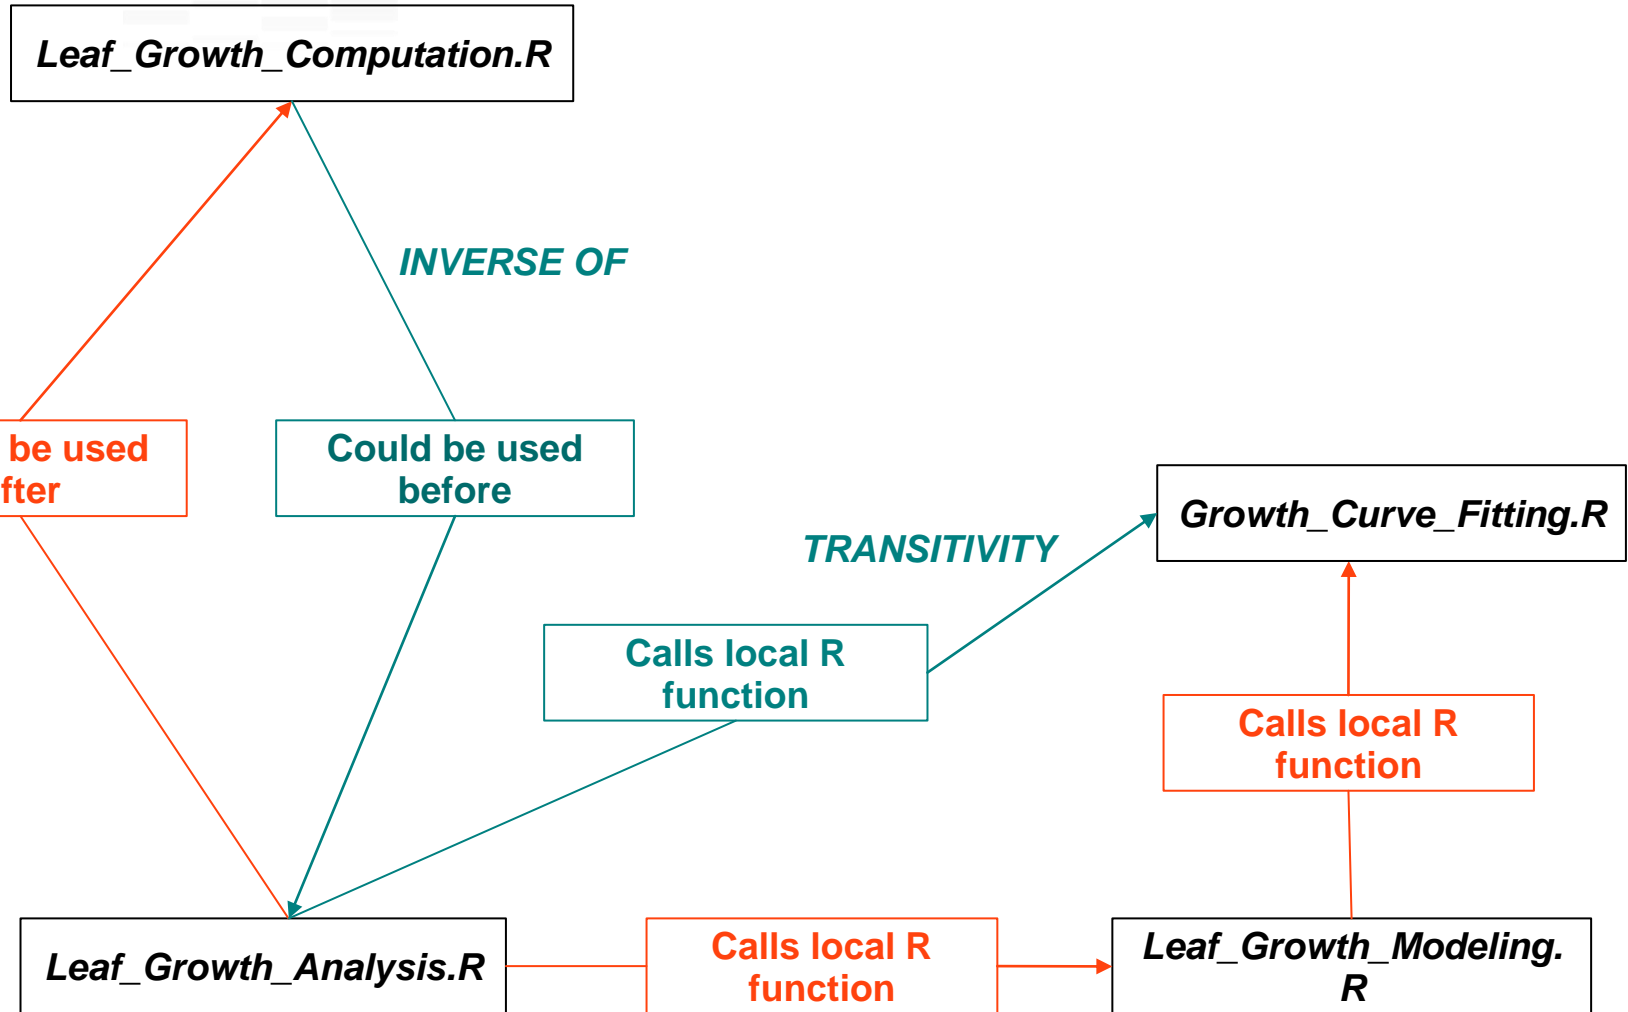 Leaf_Growth_Computation.R
INVERSE OF
be used
fter
Could be used
before
Growth_Curve_Fitting.R
TRANSITIVITY
Calls local R
function
Calls local R
function
Leaf_Growth_Analysis.R
Calls local R
function
Leaf_Growth_Modeling.
R